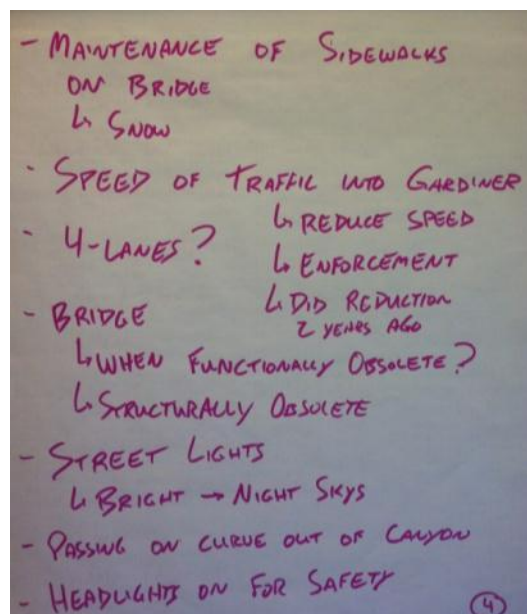 - MAINTENANCE OF SIDEWALKS
ON BRIDGE
↳ SNOW
- SPEED OF TRAFFIC INTO GARDINER
↳ REDUCE SPEED
- 4-LANES?
↳ ENFORCEMENT
↳ DID REDUCTION
2 YEARS AGO
- BRIDGE
↳ WHEN FUNCTIONALLY OBSOLETE?
↳ STRUCTURALLY OBSOLETE
- STREET LIGHTS
↳ BRIGHT → NIGHT SKYS
- PASSING ON CURVE OUT OF CANYON
- HEADLIGHTS ON FOR SAFETY
4